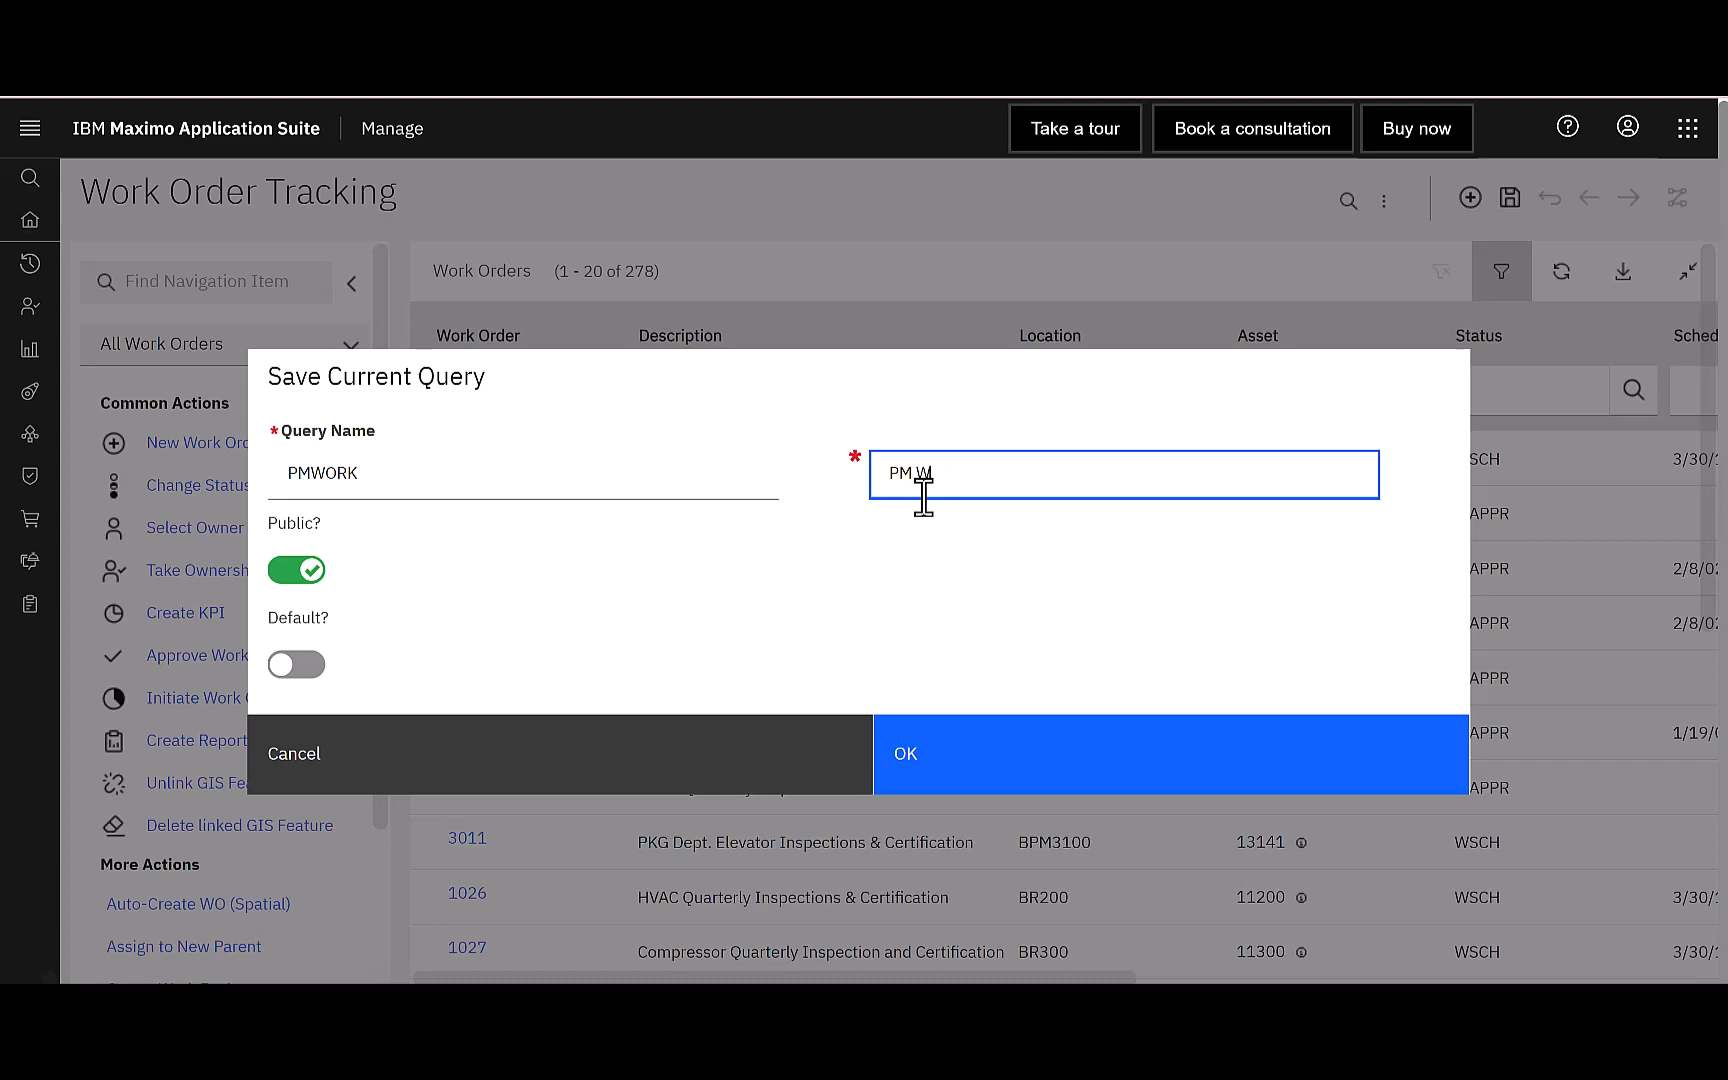 IBM Maximo Application Suite
Manage
Take a tour
Book a consultation
Buy now
Work Order Tracking
Find Navigation Item
Work Orders (1 - 20 of 278)
All Work Orders
Work Order Description Location Asset Status Sched
Common Actions
New Work Orc
Change Status
Select Owner
Take Ownersh
Create KPI
Approve Work
Initiate Work
Create Report
Unlink GIS Fea
Delete linked GIS Feature
More Actions
Auto-Create WO (Spatial)
Assign to New Parent
Save Current Query
*Query Name
PMWORK
* PM W
Public?
Default?
Cancel
OK
SCH 3/30/
APPR
APPR 2/8/02
APPR 2/8/02
APPR
APPR 1/19/
APPR
3011 PKG Dept. Elevator Inspections & Certification BPM3100 13141 WSCH
1026 HVAC Quarterly Inspections & Certification BR200 11200 WSCH 3/30/
1027 Compressor Quarterly Inspection and Certification BR300 11300 WSCH 3/30/